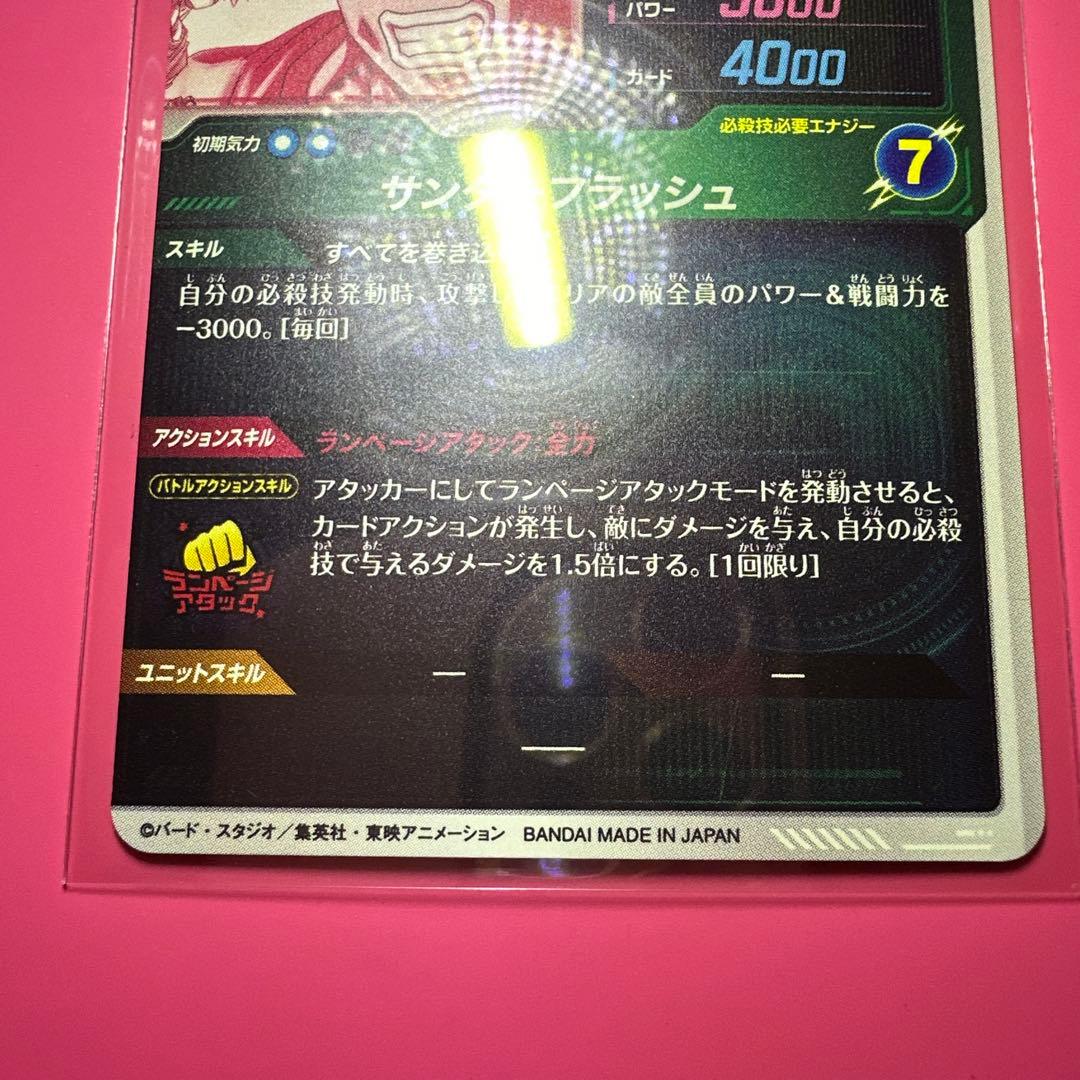 パワー
ガード 4000
必殺技必要エナジー
初期気力
7
サン フラッシュ
スキル すべてを巻き込
自分の必殺技発動時、攻撃 リアの敵全員のパワー&戦闘力を
-3000。[毎回]
アクションスキル ランページアタック:全力
バトルアクションスキル
アタッカーにしてランページアタックモードを発動させると、
カードアクションが発生し、敵にダメージを与え、自分の必殺
技で与えるダメージを1.5倍にする。[1回限り]
ランページ
アタック
ユニットスキル — —
—
©バード・スタジオ/集英社・東映アニメーション BANDAI MADE IN JAPAN